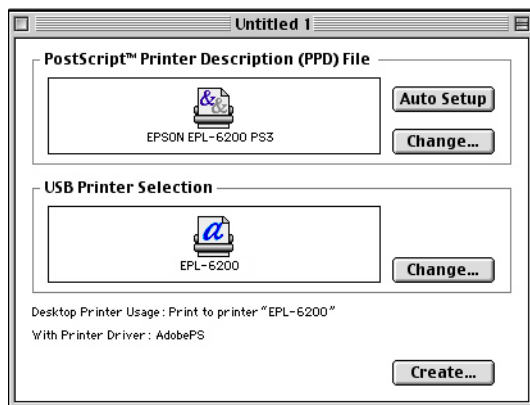 Untitled 1
PostScript™ Printer Description (PPD) File
EPSON EPL-6200 PS3
Auto Setup
Change...
USB Printer Selection
EPL-6200
Change...
Desktop Printer Usage : Print to printer "EPL-6200"
With Printer Driver : AdobePS
Create...